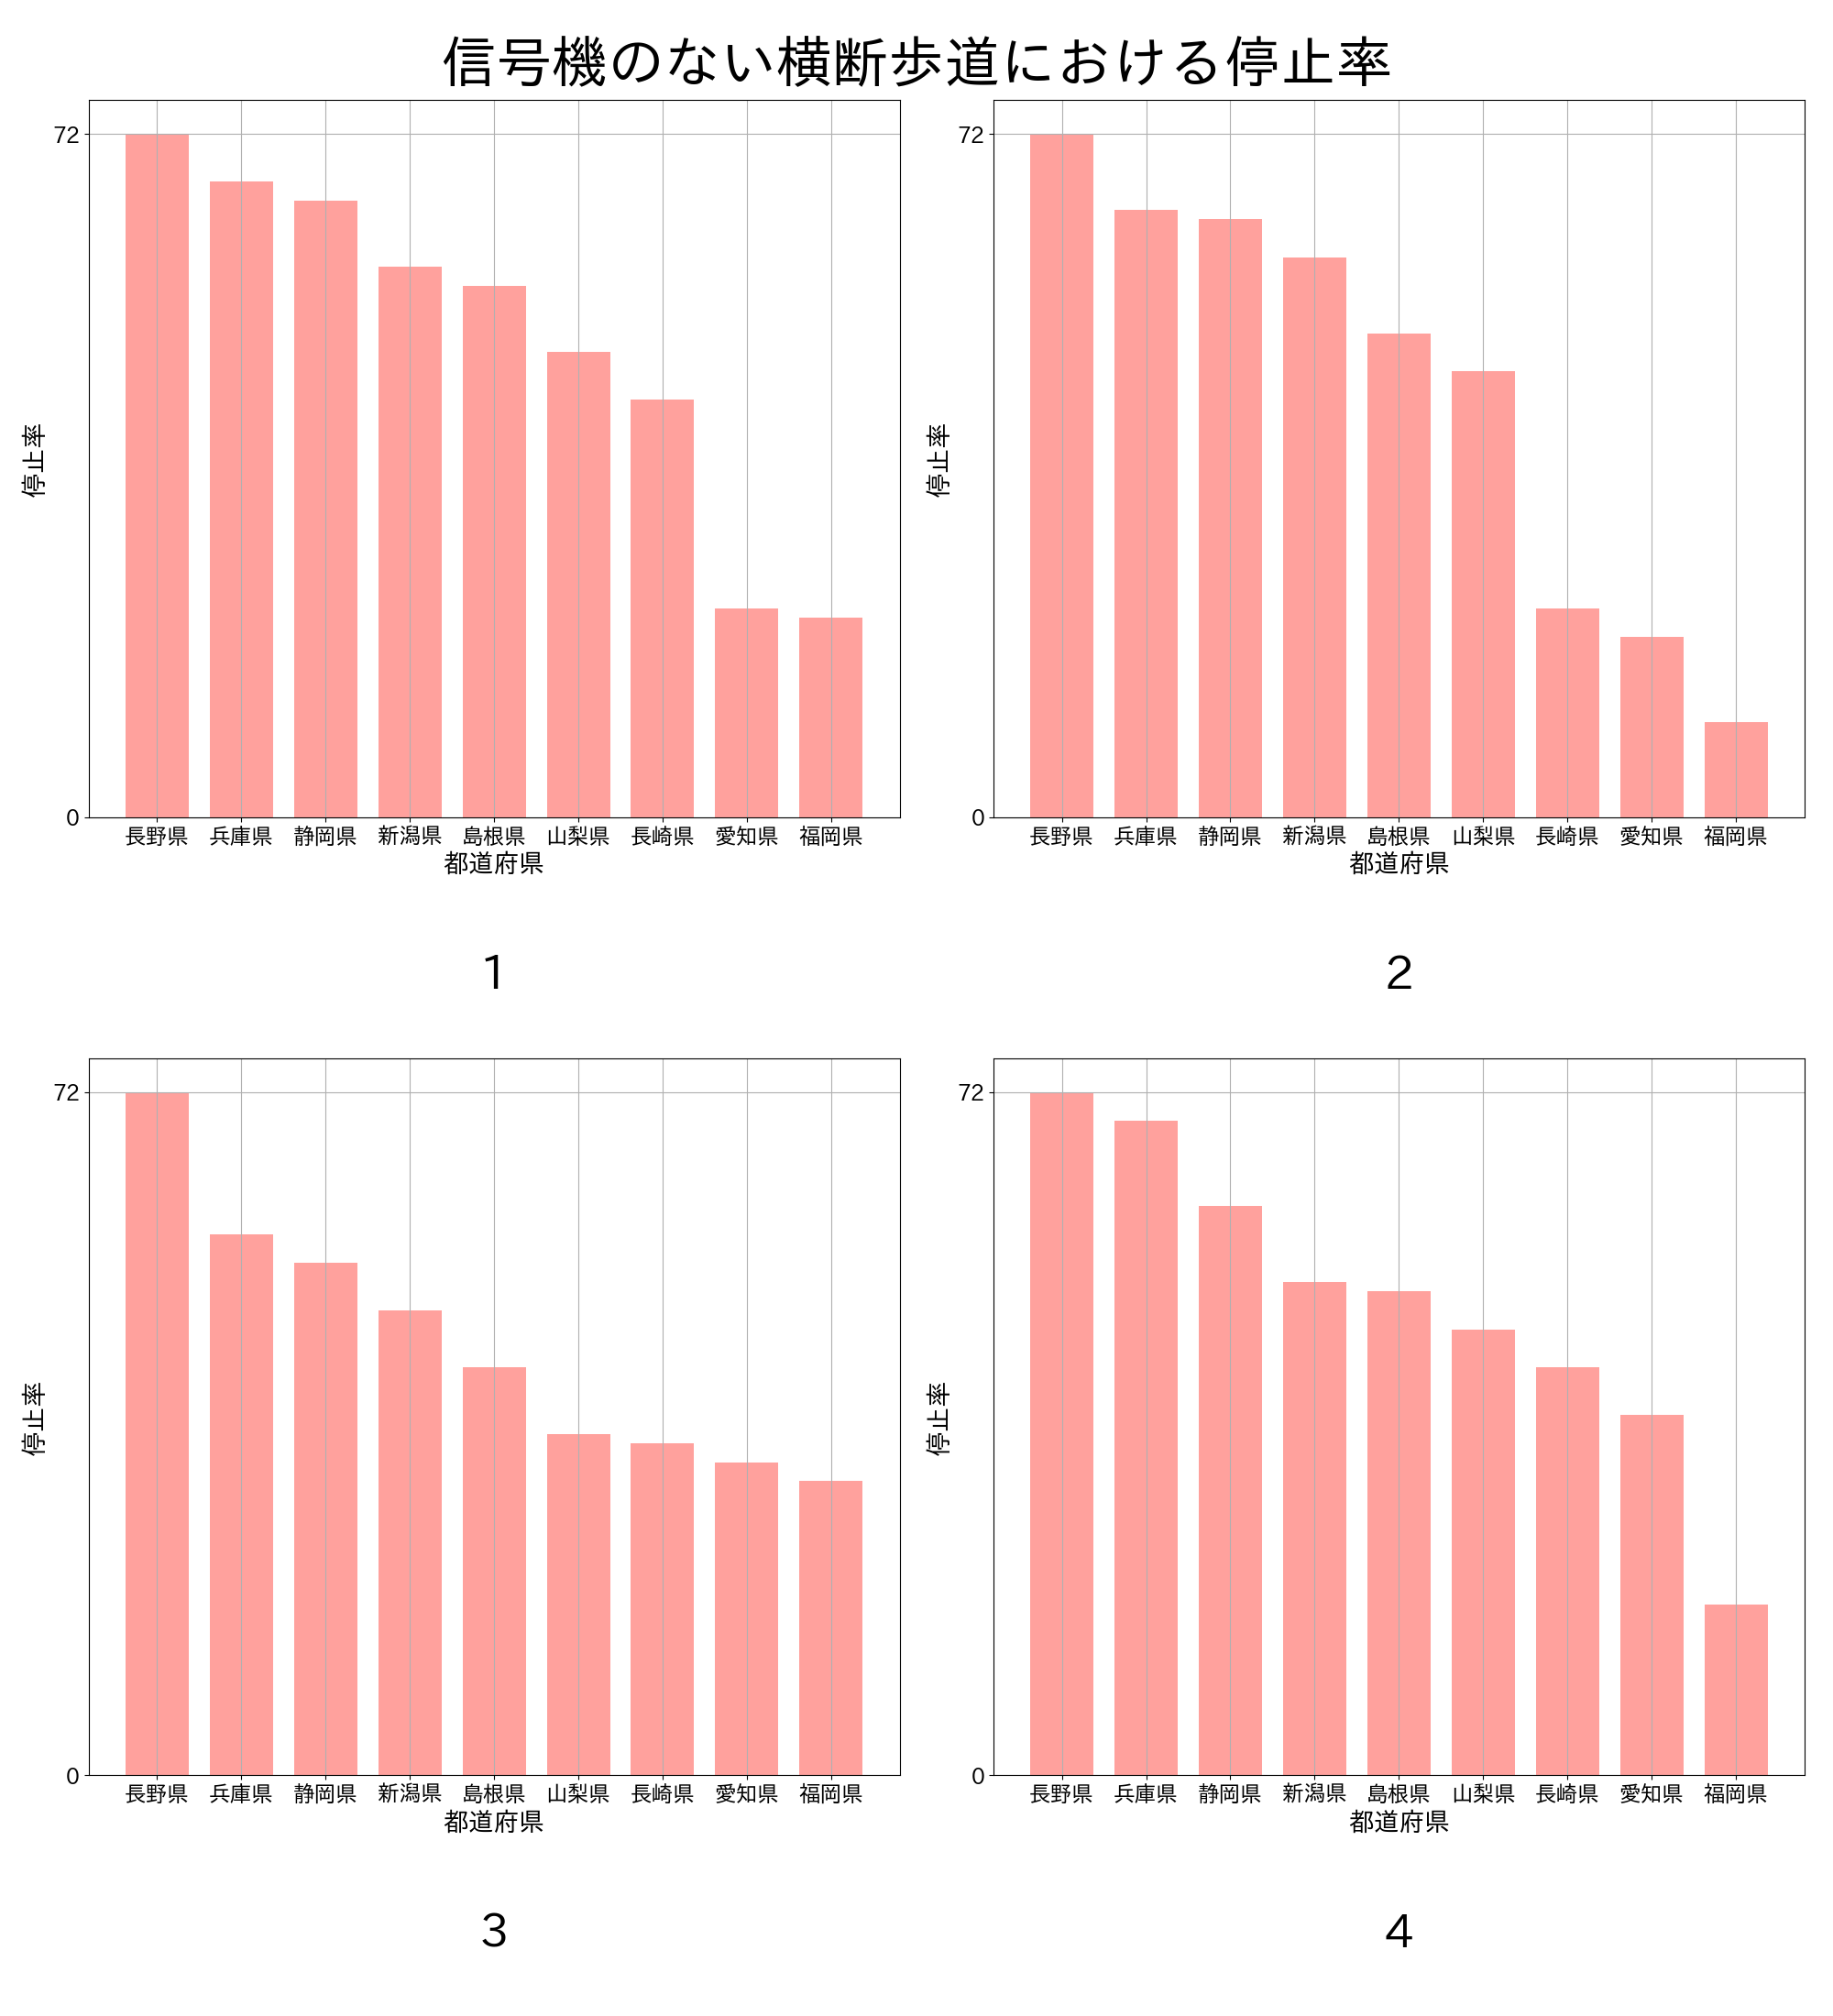 信号機のない横断歩道における停止率
72
停止率
0
長野県 兵庫県 静岡県 新潟県 島根県 山梨県 長崎県 愛知県 福岡県
都道府県
1
72
停止率
0
長野県 兵庫県 静岡県 新潟県 島根県 山梨県 長崎県 愛知県 福岡県
都道府県
2
72
停止率
0
長野県 兵庫県 静岡県 新潟県 島根県 山梨県 長崎県 愛知県 福岡県
都道府県
3
72
停止率
0
長野県 兵庫県 静岡県 新潟県 島根県 山梨県 長崎県 愛知県 福岡県
都道府県
4